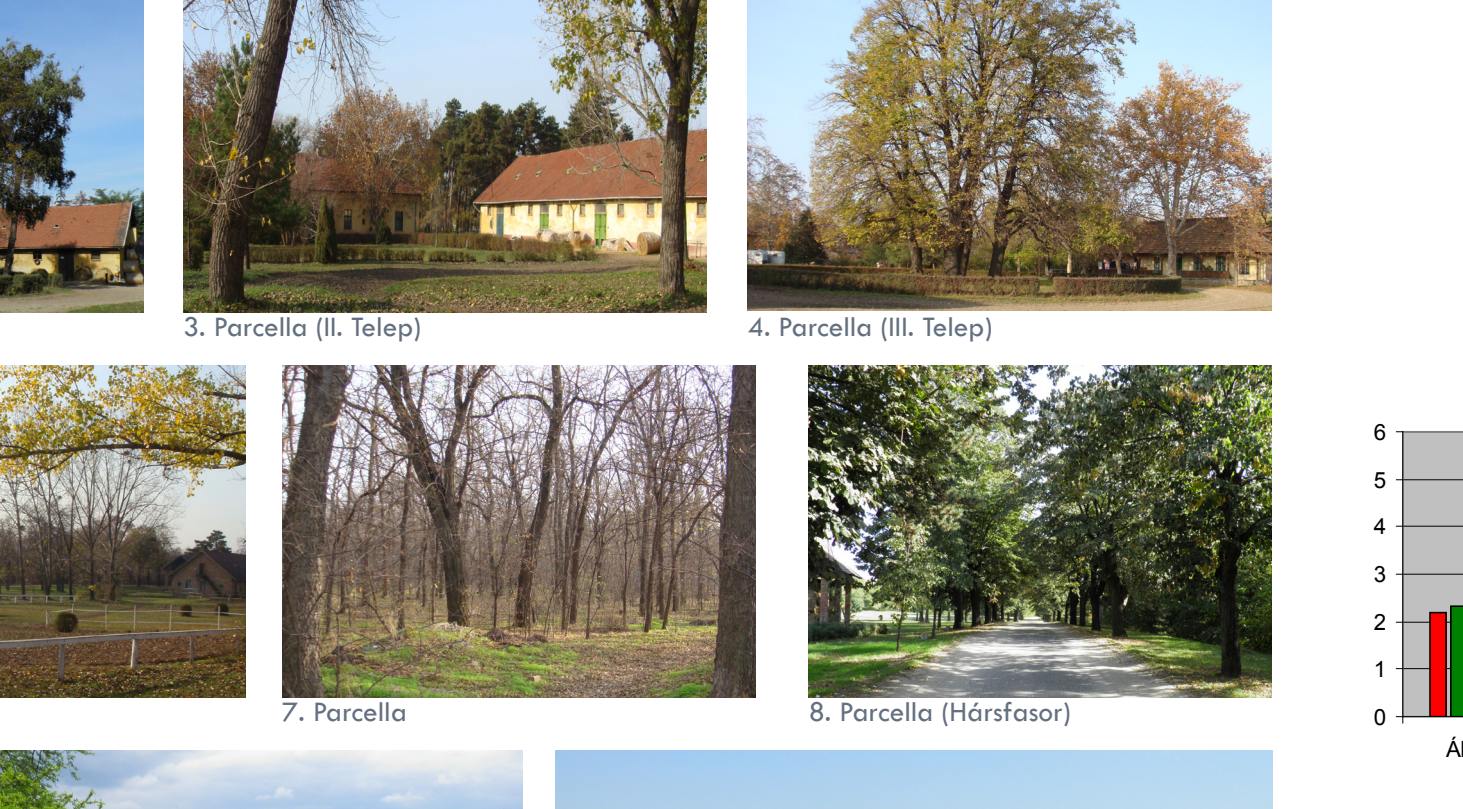 3. Parcella (II. Telep)
4. Parcella (III. Telep)
7. Parcella
8. Parcella (Hársfasor)
6
5
4
3
2
1
0